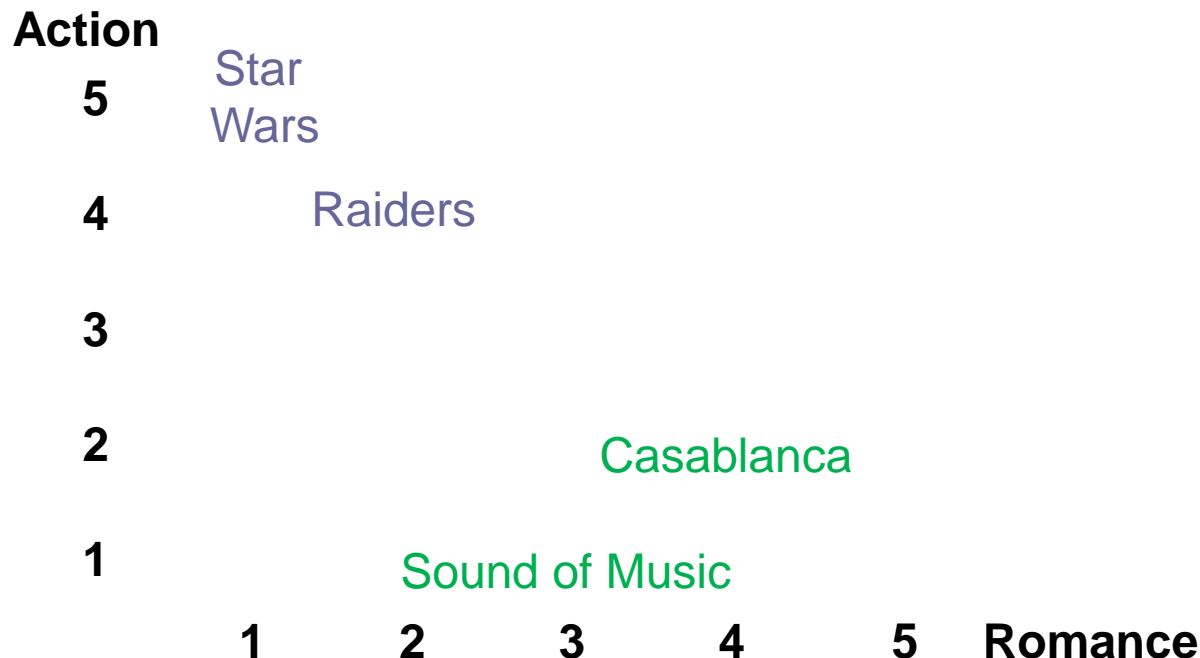 Action
5
Star
Wars
4
Raiders
3
2
Casablanca
1
Sound of Music
1 2 3 4 5 Romance